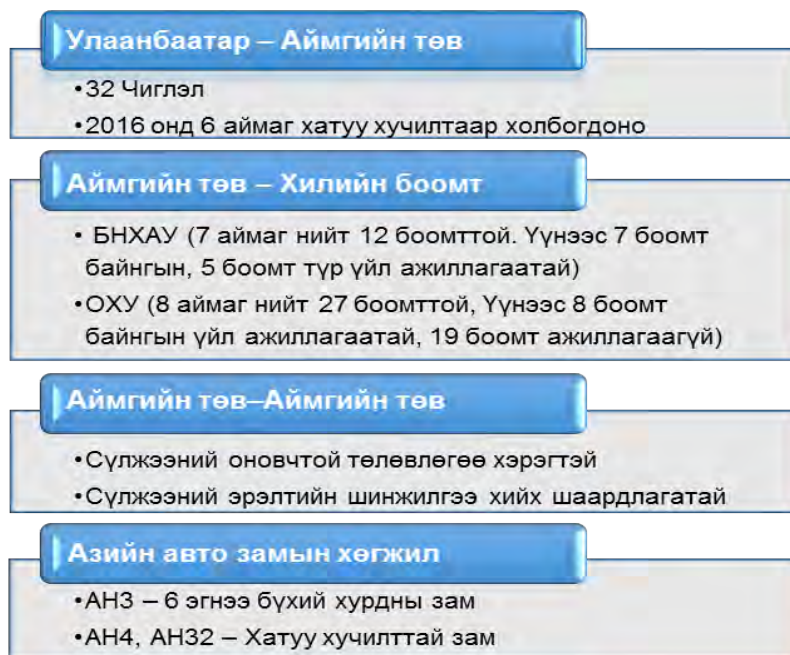 Улаанбаатар – Аймгийн төв
•32 Чиглэл
•2016 онд 6 аймаг хатуу хучилтаар холбогдоно
Аймгийн төв – Хилийн боомт
• БНХАУ (7 аймаг нийт 12 боомттой. Үүнээс 7 боомт
байнгын, 5 боомт түр үйл ажиллагаатай)
•ОХУ (8 аймаг нийт 27 боомттой, Үүнээс 8 боомт
байнгын үйл ажиллагаатай, 19 боомт ажиллагаагүй)
Аймгийн төв–Аймгийн төв
•Сүлжээний оновчтой төлөвлөгөө хэрэгтэй
•Сүлжээний эрэлтийн шинжилгээ хийх шаардлагатай
Азийн авто замын хөгжил
•АН3 – 6 эгнээ бүхий хурдны зам
•АН4, АН32 – Хатуу хучилттай зам